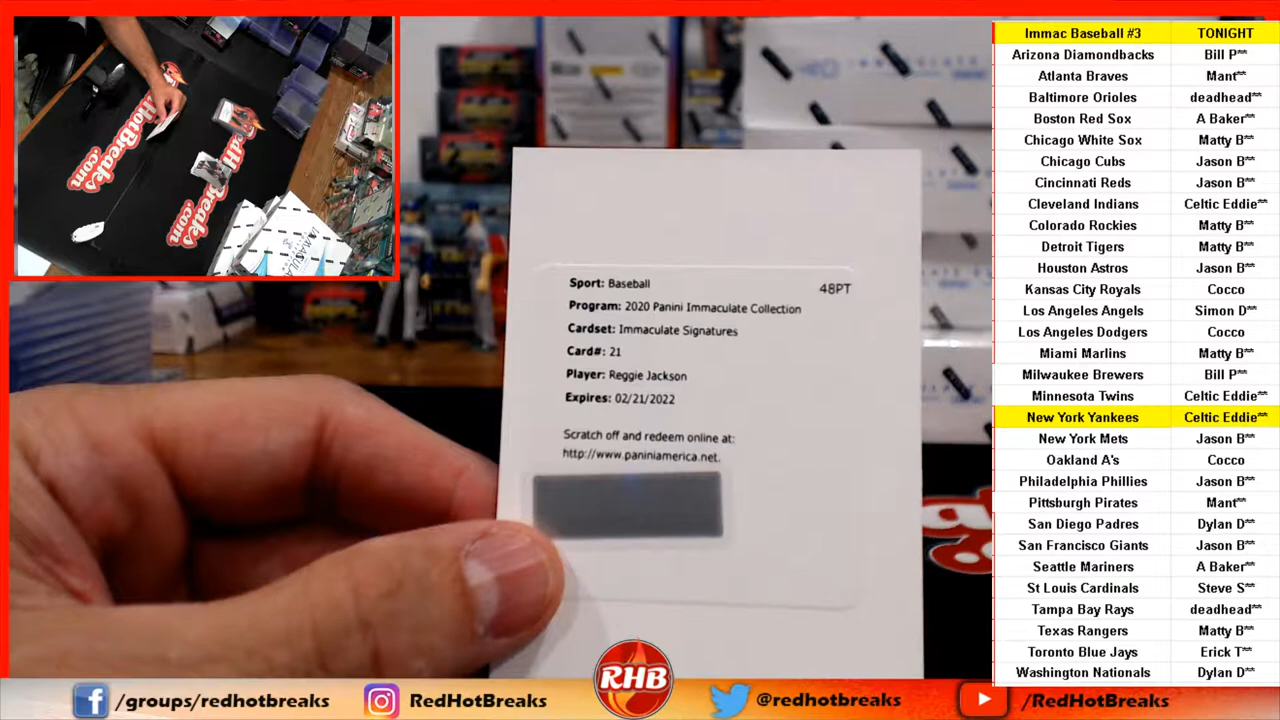 Sport: Baseball
48PT
Program: 2020 Panini Immaculate Collection
Cardset: Immaculate Signatures
Card#: 21
Player: Reggie Jackson
Expires: 02/21/2022
Scratch off and redeem online at:
http://www.paniniamerica.net.
Immac Baseball #3 TONIGHT
Arizona Diamondbacks Bill P**
Atlanta Braves Mant**
Baltimore Orioles deadhead**
Boston Red Sox A Baker**
Chicago White Sox Matty B**
Chicago Cubs Jason B**
Cincinnati Reds Jason B**
Cleveland Indians Celtic Eddie**
Colorado Rockies Matty B**
Detroit Tigers Matty B**
Houston Astros Jason B**
Kansas City Royals Cocco
Los Angeles Angels Simon D**
Los Angeles Dodgers Cocco
Miami Marlins Matty B**
Milwaukee Brewers Bill P**
Minnesota Twins Celtic Eddie**
New York Yankees Celtic Eddie**
New York Mets Jason B**
Oakland A's Cocco
Philadelphia Phillies Jason B**
Pittsburgh Pirates Mant**
San Diego Padres Dylan D**
San Francisco Giants Jason B**
Seattle Mariners A Baker**
St Louis Cardinals Steve S**
Tampa Bay Rays deadhead**
Texas Rangers Matty B**
Toronto Blue Jays Erick T**
Washington Nationals Dylan D**
RedHotBreaks
.com
RedHotBreaks
.com
/groups/redhotbreaks
RedHotBreaks
RHB
@redhotbreaks
/RedHotBreaks